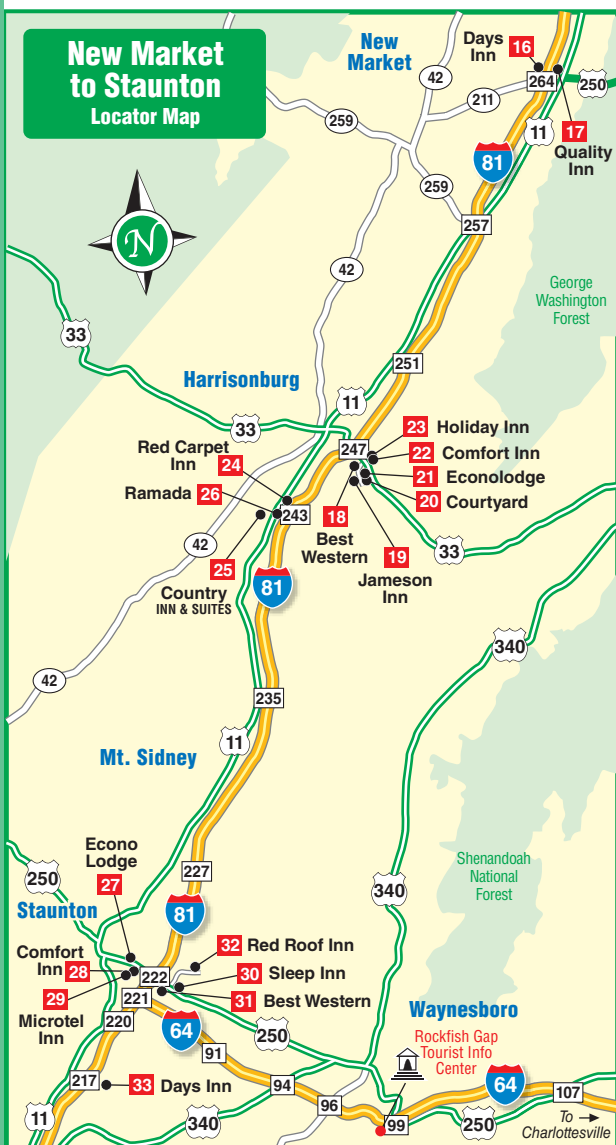 New Market
to Staunton
Locator Map
New
Market
Days
Inn
16
264
250
42
211
11
17
Quality
Inn
259
81
259
257
N
42
George
Washington
Forest
33
251
Harrisonburg
11
33
247
23 Holiday Inn
22 Comfort Inn
21 Econolodge
20 Courtyard
Red Carpet
Inn
24
Ramada 26
243
18
Best
Western
19
Jameson
Inn
33
42
25
Country
INN & SUITES
81
340
42
235
11
Mt. Sidney
Econo
Lodge
27
250
227
Shenandoah
National
Forest
340
Staunton
81
32 Red Roof Inn
Comfort
Inn 28
222
30 Sleep Inn
29
Microtel
Inn
221
31 Best Western
220
64
250
Waynesboro
Rockfish Gap
Tourist Info
Center
91
217
33 Days Inn
94
64
107
96
11
340
99
250
To
Charlottesville